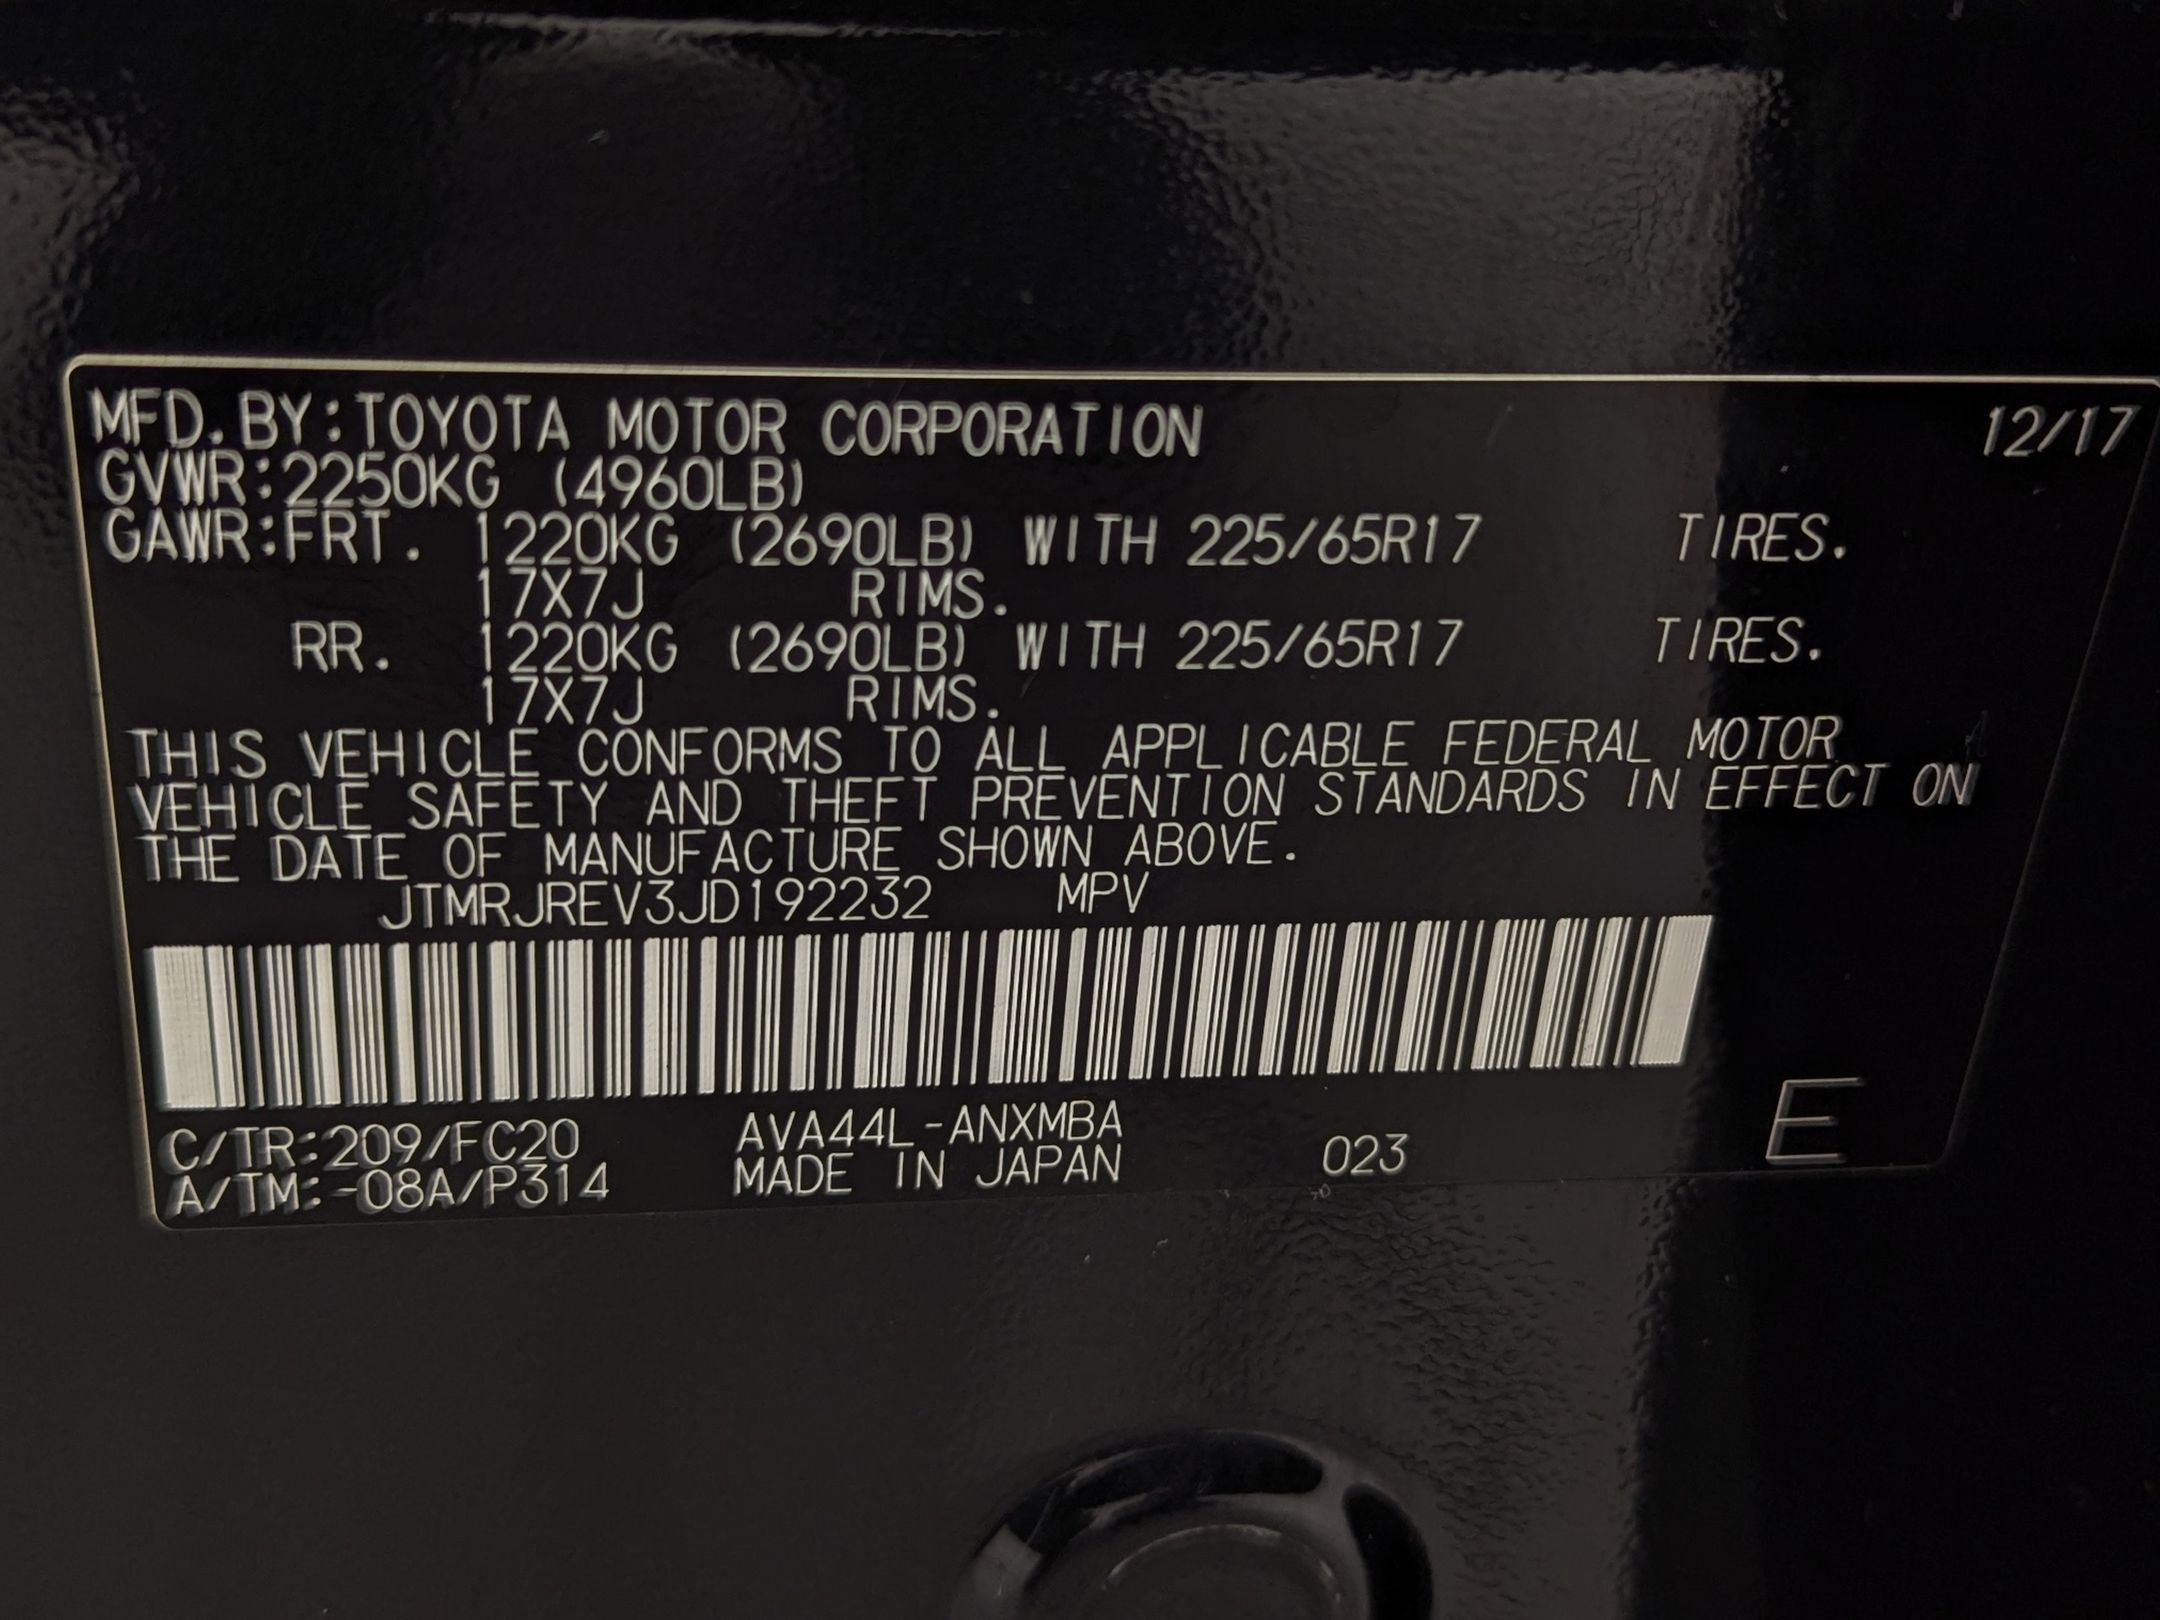 MFD.BY:TOYOTA MOTOR CORPORATION 12/17
GVWR:2250KG (4960LB)
GAWR:FRT. 1220KG (2690LB) WITH 225/65R17 TIRES.
17X7J RIMS.
RR. 1220KG (2690LB) WITH 225/65R17 TIRES.
17X7J RIMS.
THIS VEHICLE CONFORMS TO ALL APPLICABLE FEDERAL MOTOR
VEHICLE SAFETY AND THEFT PREVENTION STANDARDS IN EFFECT ON
THE DATE OF MANUFACTURE SHOWN ABOVE.
JTMRJREV3JD192232 MPV
C/TR:209/FC20 AVA44L-ANXMBA
A/TM:-08A/P314 MADE IN JAPAN 023 E